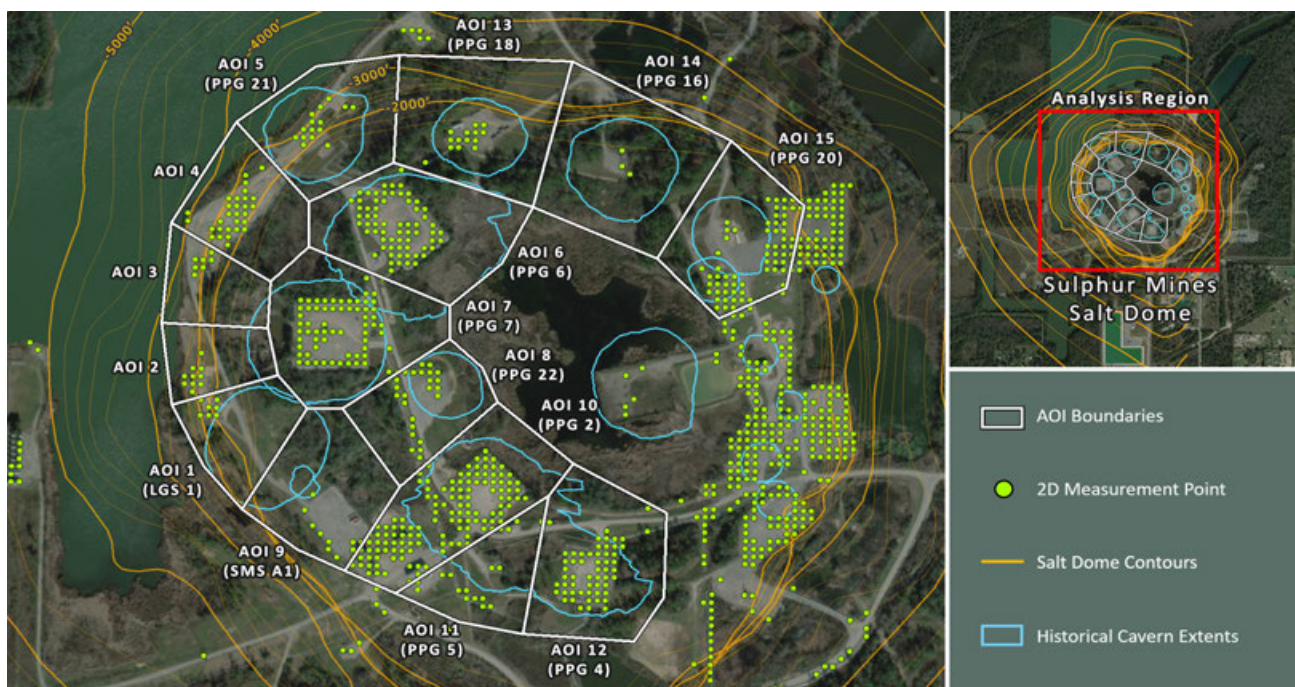 -5000'
-4000'
-3000'
-2000'
AOI 13
(PPG 18)
AOI 5
(PPG 21)
AOI 14
(PPG 16)
AOI 15
(PPG 20)
AOI 4
AOI 3
AOI 6
(PPG 6)
AOI 7
(PPG 7)
AOI 2
AOI 8
(PPG 22)
AOI 10
(PPG 2)
AOI 1
(LGS 1)
AOI 9
(SMS A1)
AOI 11
(PPG 5)
AOI 12
(PPG 4)
Analysis Region
Sulphur Mines
Salt Dome
AOI Boundaries
2D Measurement Point
Salt Dome Contours
Historical Cavern Extents